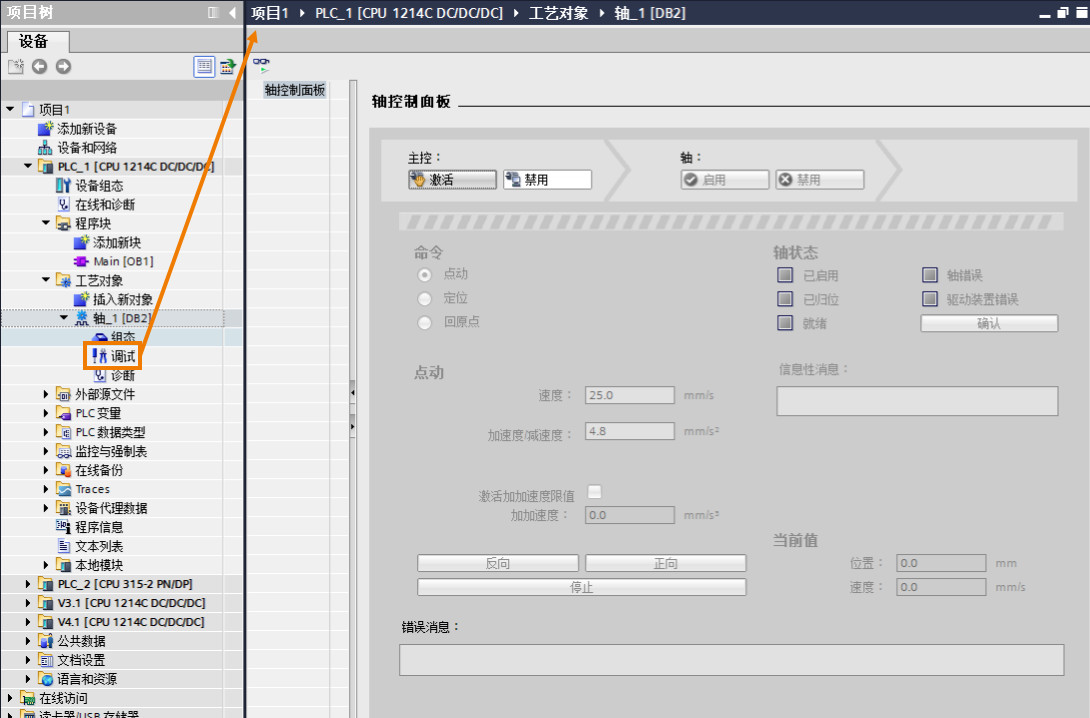 项目树
项目1 ▸ PLC_1 [CPU 1214C DC/DC/DC] ▸ 工艺对象 ▸ 轴_1 [DB2]
设备
项目1
添加新设备
设备和网络
PLC_1 [CPU 1214C DC/DC/DC]
设备组态
在线和诊断
程序块
添加新块
Main [OB1]
工艺对象
插入新对象
轴_1 [DB2]
组态
调试
诊断
外部源文件
PLC 变量
PLC 数据类型
监控与强制表
在线备份
Traces
设备代理数据
程序信息
文本列表
本地模块
PLC_2 [CPU 315-2 PN/DP]
V3.1 [CPU 1214C DC/DC/DC]
V4.1 [CPU 1214C DC/DC/DC]
公共数据
文档设置
语言和资源
在线访问
读卡器/USB 存储器
轴控制面板
轴控制面板
主控：
激活 禁用
轴：
启用 禁用
命令
点动
定位
回原点
轴状态
已启用 轴错误
已归位 驱动装置错误
就绪 确认
点动
速度： 25.0 mm/s
加速度/减速度： 4.8 mm/s²
激活加加速度限值
加加速度： 0.0 mm/s³
反向 正向
停止
信息性消息：
当前值
位置： 0.0 mm
速度： 0.0 mm/s
错误消息：